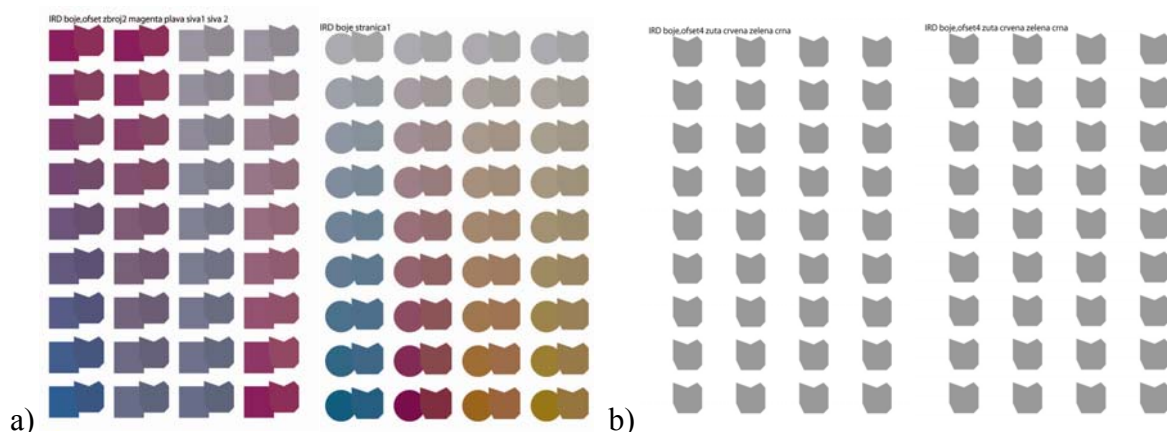 IRD boje,ofset zbroj2 magenta plava siva1 siva 2
IRD boje stranica1
IRD boje,ofset4 zuta crvena zelena crna
IRD boje,ofset4 zuta crvena zelena crna
a)
b)